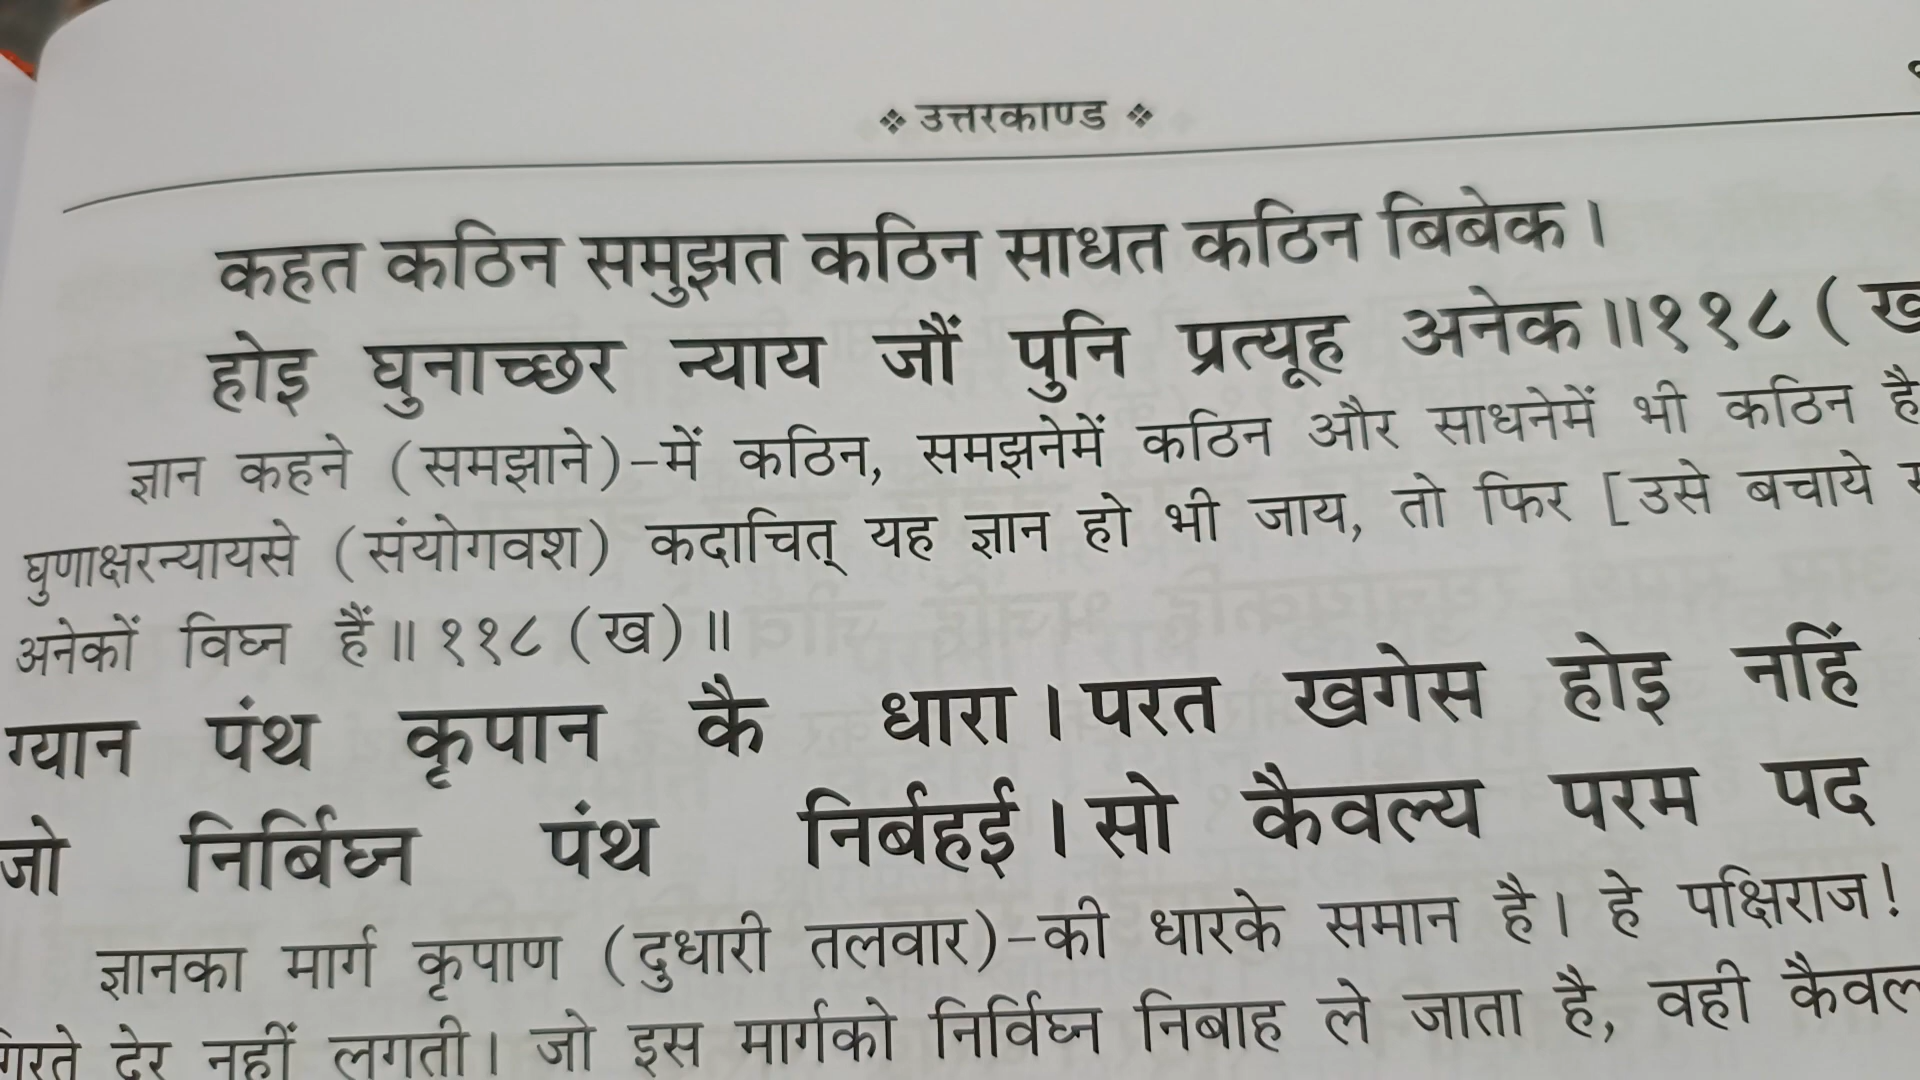 ❖ उत्तरकाण्ड ❖
कहत कठिन समुझत कठिन साधत कठिन बिबेक।
होइ घुनाच्छर न्याय जौं पुनि प्रत्यूह अनेक॥११८ (ख
ज्ञान कहने (समझाने)-में कठिन, समझनेमें कठिन और साधनेमें भी कठिन है
घुणाक्षरन्यायसे (संयोगवश) कदाचित् यह ज्ञान हो भी जाय, तो फिर [उसे बचाये
अनेकों विघ्न हैं॥११८ (ख)॥
ग्यान पंथ कृपान कै धारा। परत खगेस होइ नहिं
जो निर्बिघ्न पंथ निर्बहई। सो कैवल्य परम पद
ज्ञानका मार्ग कृपाण (दुधारी तलवार)-की धारके समान है। हे पक्षिराज!
देर नहीं लगती। जो इस मार्गको निर्विघ्न निबाह ले जाता है, वही